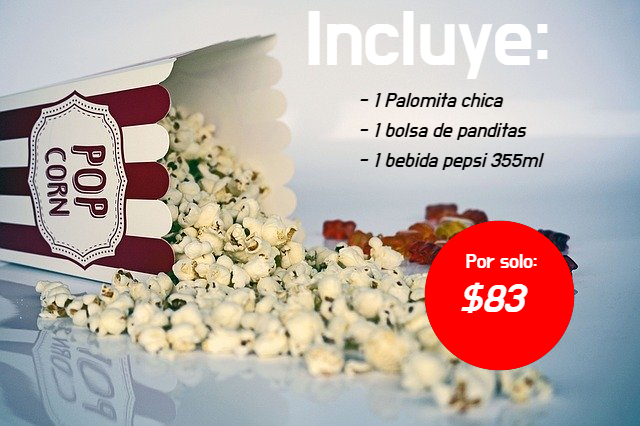 Incluye:
- 1 Palomita chica
- 1 bolsa de panditas
- 1 bebida pepsi 355ml
POP
CORN
Por solo:
$83